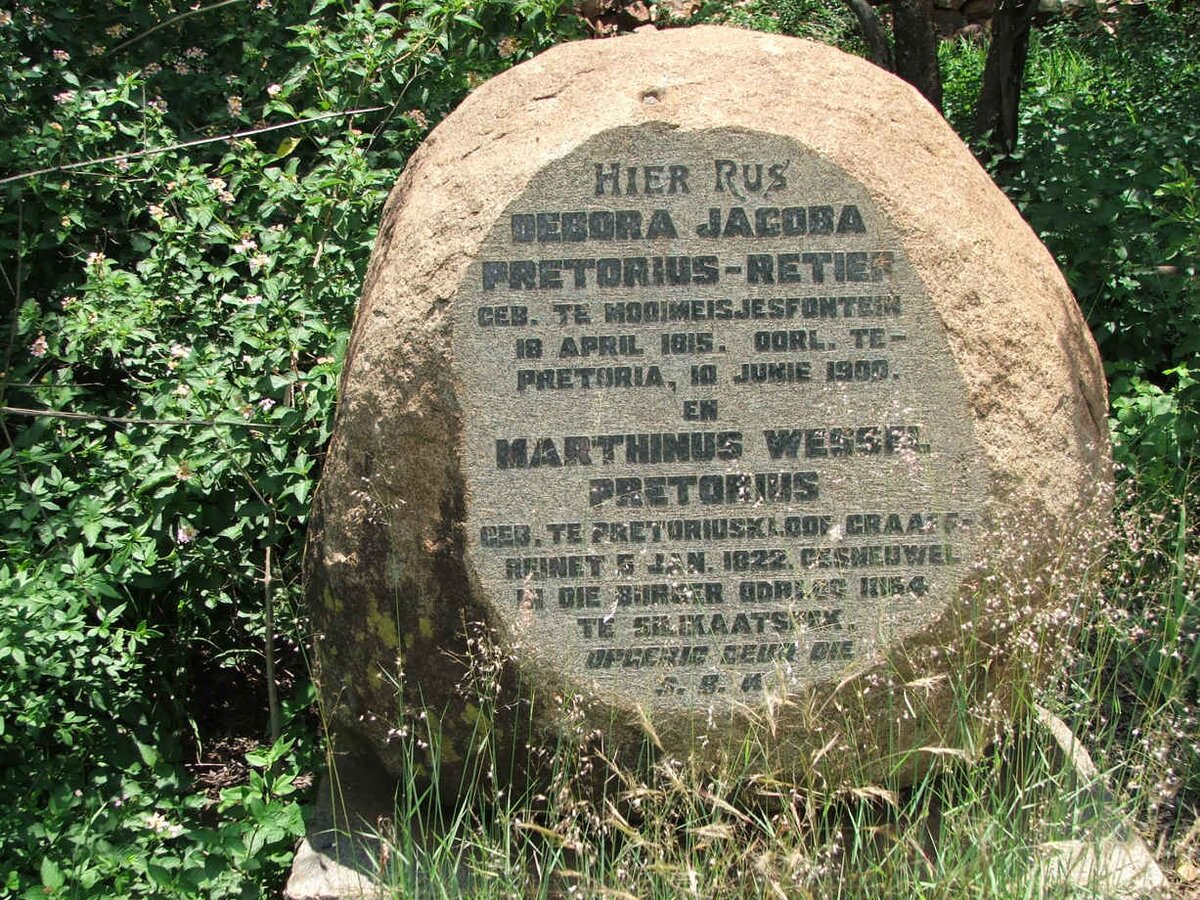 HIER RUS
DEBORA JACOBA
PRETORIUS-RETIEF
GEB. TE MOOIMEISJESFONTEIN
18 APRIL 1815. OORL. TE-
PRETORIA, 10 JUNIE 1900.
EN
MARTHINUS WESSEL
PRETORIUS
GEB. TE PRETORIUSKLOOF GRAAFF-
REINET 5 JAN. 1822. GESNEUWEL
IN DIE BURGER OORLOG 1864
TE SILIKAATSNEK.
OPGERIG DEUR DIE